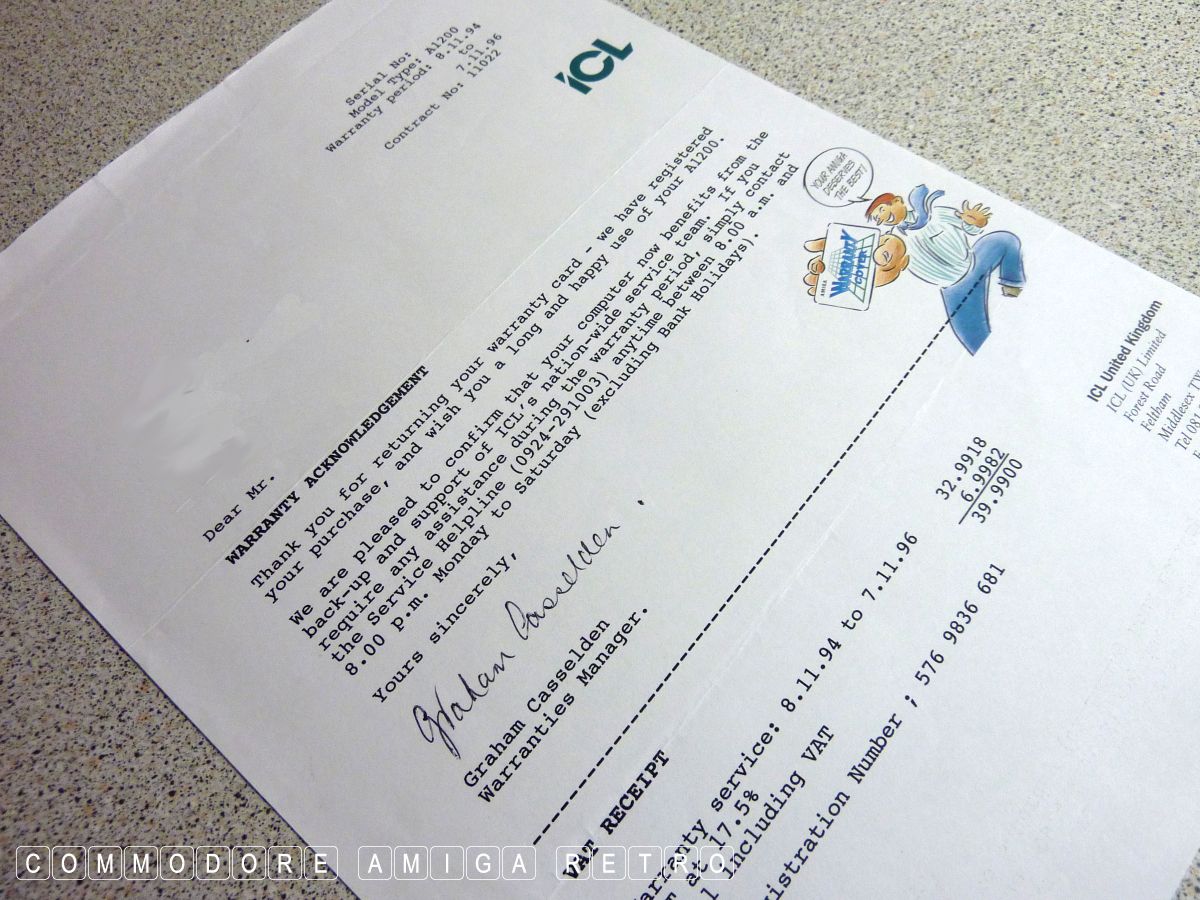 Serial No:
Model Type: A1200
Warranty period: 8.11.94
to
7.11.96
Contract No: 11022
ICL
YOUR AMIGA
DESERVES
THE BEST!
AMIGA
WARRANTY
COVER
Dear Mr.
WARRANTY ACKNOWLEDGEMENT
Thank you for returning your warranty card - we have registered
your purchase, and wish you a long and happy use of your A1200.
We are pleased to confirm that your computer now benefits from the
back-up and support of ICL's nation-wide service team. If you
require any assistance during the warranty period, simply contact
the Service Helpline (0924-291003) anytime between 8.00 a.m. and
8.00 p.m. Monday to Saturday (excluding Bank Holidays).
Yours sincerely,
Graham Casselden
Graham Casselden
Warranties Manager.
VAT RECEIPT
arranty service: 8.11.94 to 7.11.96 32.9918
at 17.5% 6.9982
including VAT 39.9900
istration Number ; 576 9836 681
ICL United Kingdom
ICL (UK) Limited
Forest Road
Feltham
Middlesex TW
Tel 08
COMMODORE AMIGA RETRO